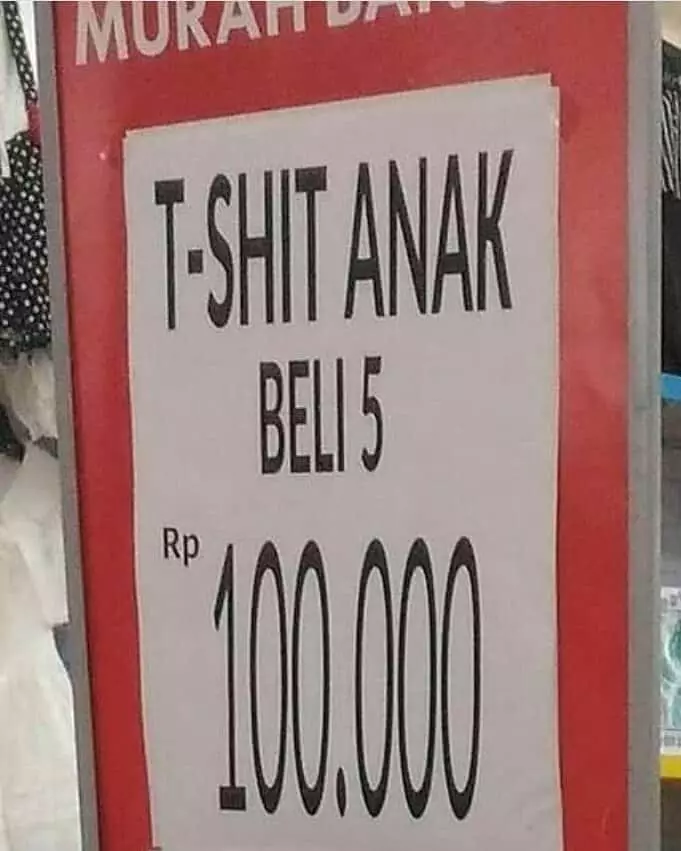 MURAH
T-SHIT ANAK
BELI 5
Rp
100.000